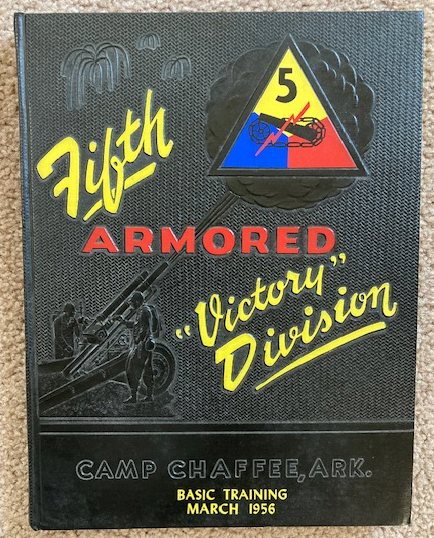 5
Fifth
ARMORED
"Victory"
Division
CAMP CHAFFEE, ARK.
BASIC TRAINING
MARCH 1956